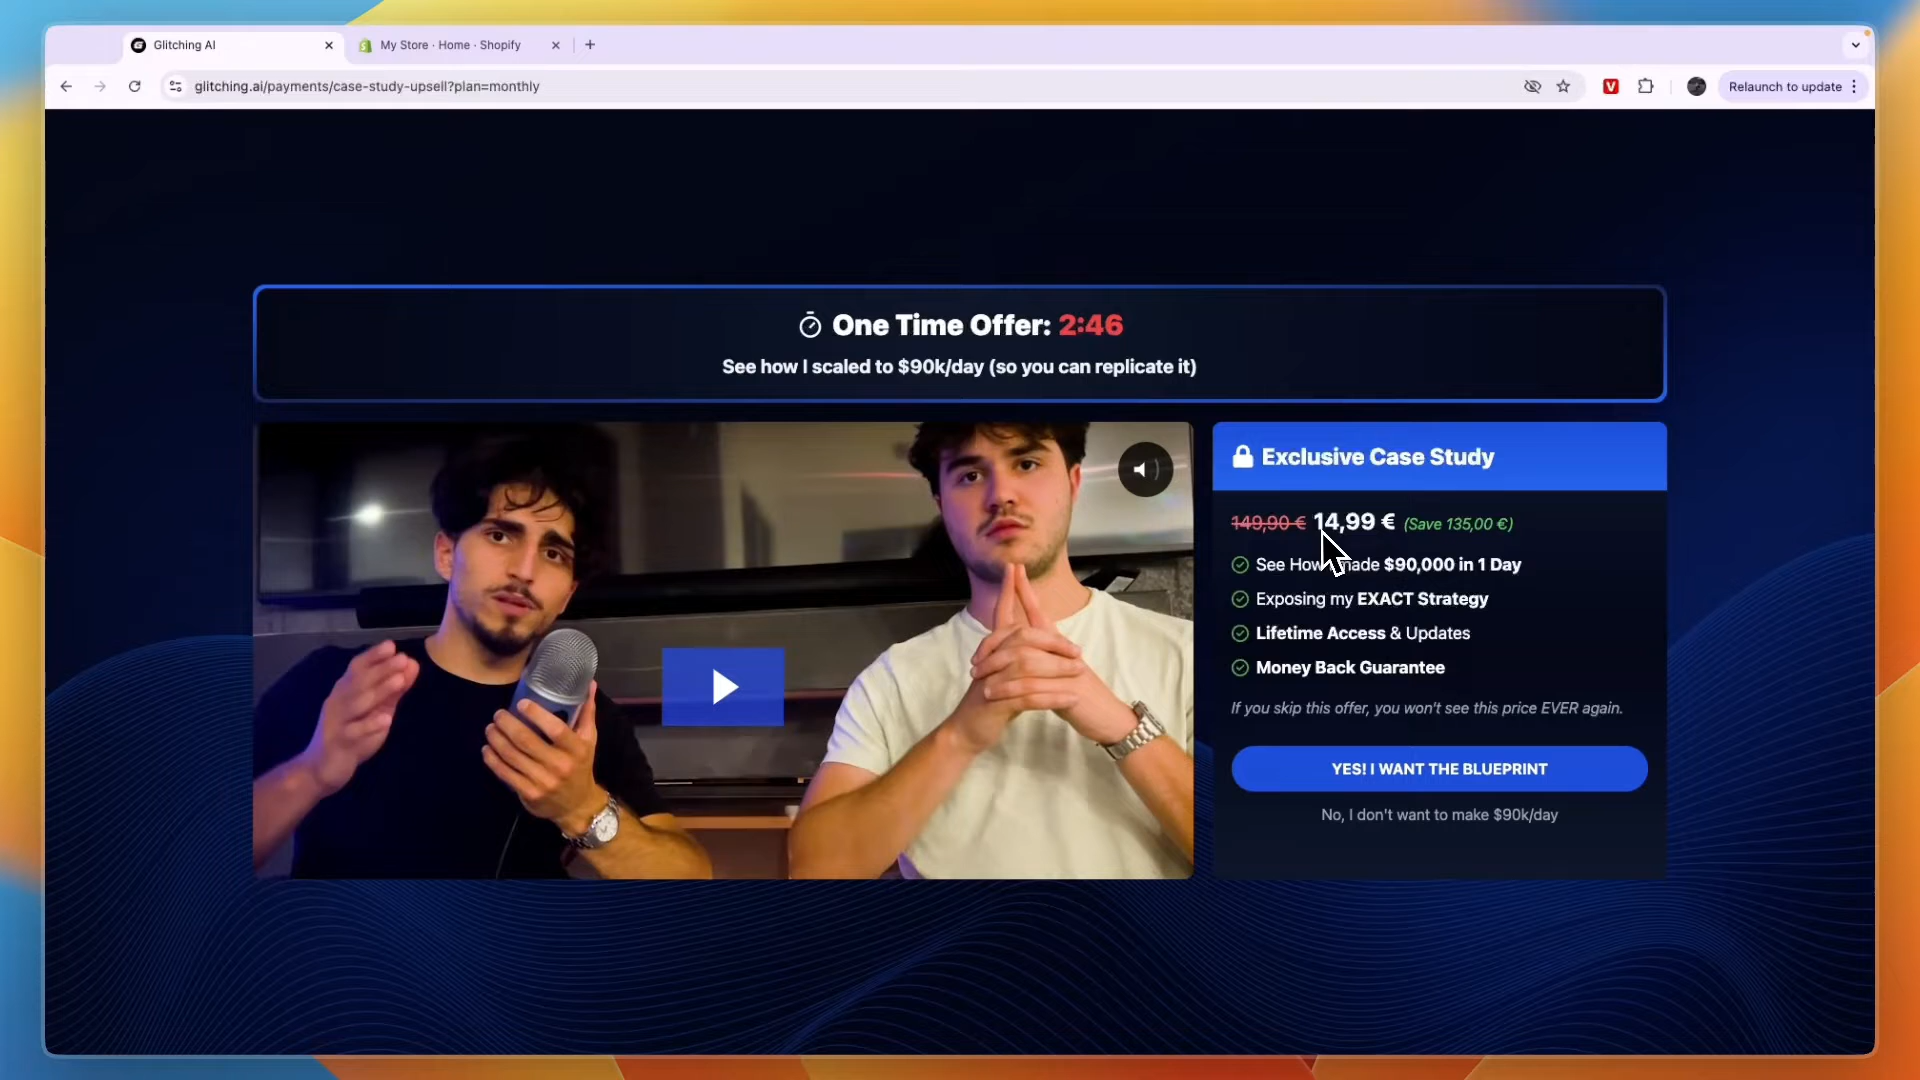 Glitching AI
My Store · Home · Shopify
glitching.ai/payments/case-study-upsell?plan=monthly
Relaunch to update
One Time Offer: 2:46
See how I scaled to $90k/day (so you can replicate it)
Exclusive Case Study
149,90 € 14,99 € (Save 135,00 €)
See How made $90,000 in 1 Day
Exposing my EXACT Strategy
Lifetime Access & Updates
Money Back Guarantee
If you skip this offer, you won't see this price EVER again.
YES! I WANT THE BLUEPRINT
No, I don't want to make $90k/day